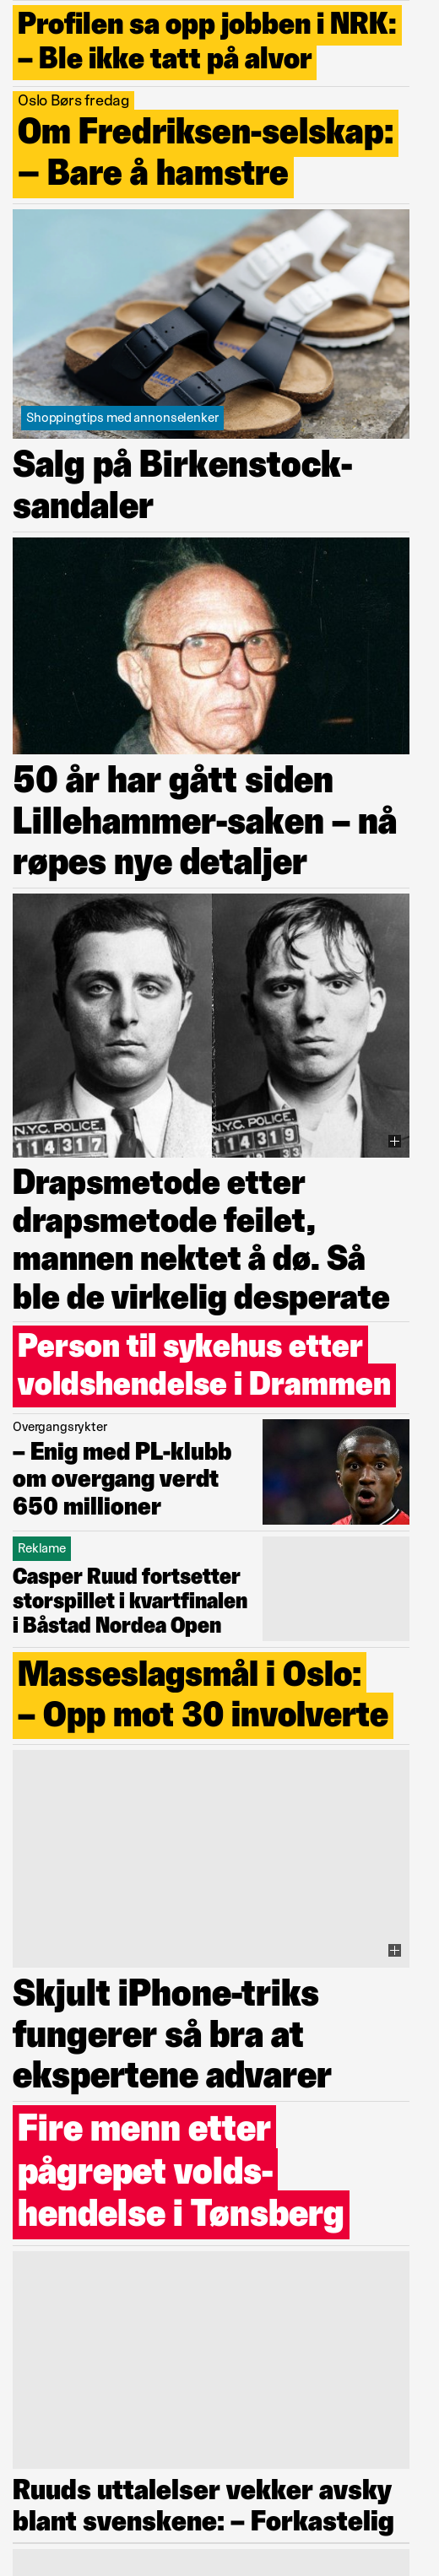 Profilen sa opp jobben i NRK:
– Ble ikke tatt på alvor
Oslo Børs fredag
Om Fredriksen-selskap:
– Bare å hamstre
Shoppingtips med annonselenker
Salg på Birkenstock-
sandaler
50 år har gått siden
Lillehammer-saken – nå
røpes nye detaljer
N.Y.C. POLICE.
114317
N.Y.C. POLICE.
114319
33
Drapsmetode etter
drapsmetode feilet,
mannen nektet å dø. Så
ble de virkelig desperate
Person til sykehus etter
voldshendelse i Drammen
Overgangsrykter
– Enig med PL-klubb
om overgang verdt
650 millioner
Reklame
Casper Ruud fortsetter
storspillet i kvartfinalen
i Båstad Nordea Open
Masseslagsmål i Oslo:
– Opp mot 30 involverte
Skjult iPhone-triks
fungerer så bra at
ekspertene advarer
Fire menn etter
pågrepet volds-
hendelse i Tønsberg
Ruuds uttalelser vekker avsky
blant svenskene: – Forkastelig